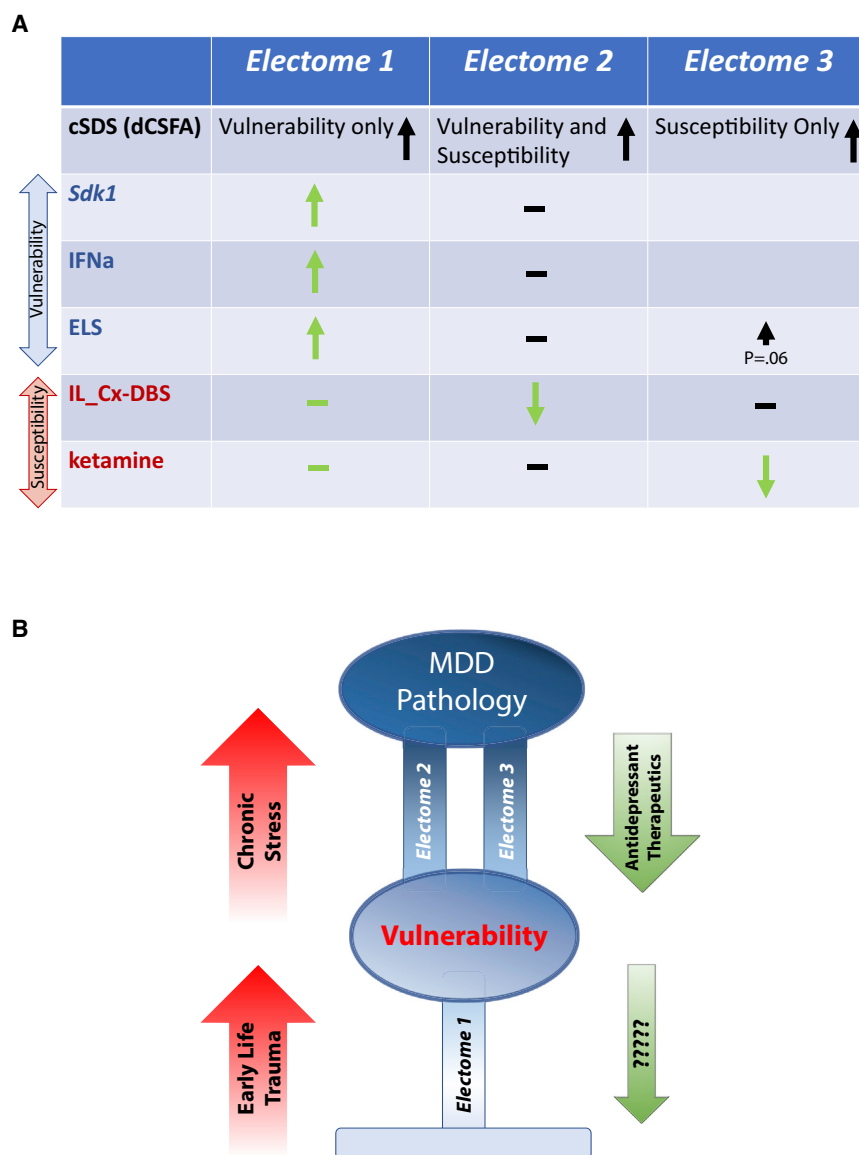 A
Electome 1 Electome 2 Electome 3
cSDS (dCSFA) Vulnerability only Vulnerability and Susceptibility Only
Susceptibility
Vulnerability
Sdk1
IFNa
ELS
P=.06
Susceptibility
IL_Cx-DBS
ketamine
B
MDD
Pathology
Chronic
Stress
Electome 2
Electome 3
Antidepressant
Therapeutics
Vulnerability
Early Life
Trauma
Electome 1
?????